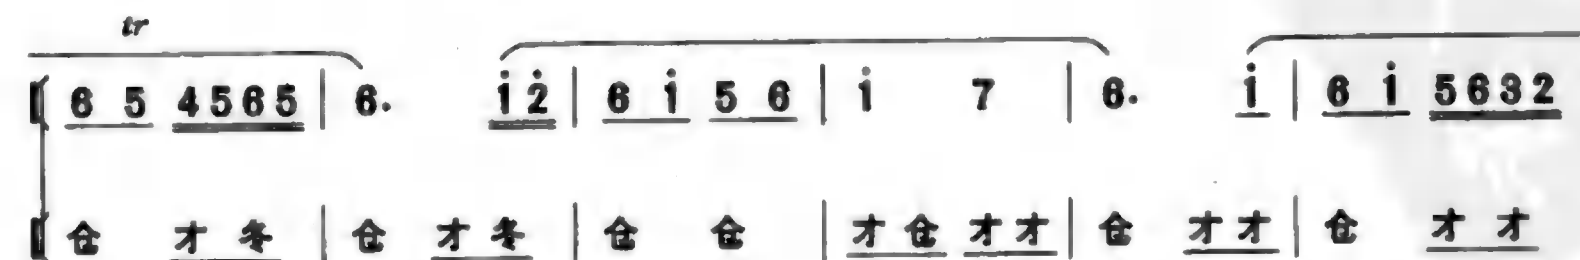 tr
6 5 4565 | 6. i̇2̇ | 6 i̇ 5 6 | i̇ 7 | 6. i̇ | 6 i̇ 5632
仓 才 冬 | 仓 才 冬 | 仓 仓 | 才 仓 才 才 | 仓 才 才 | 仓 才 才